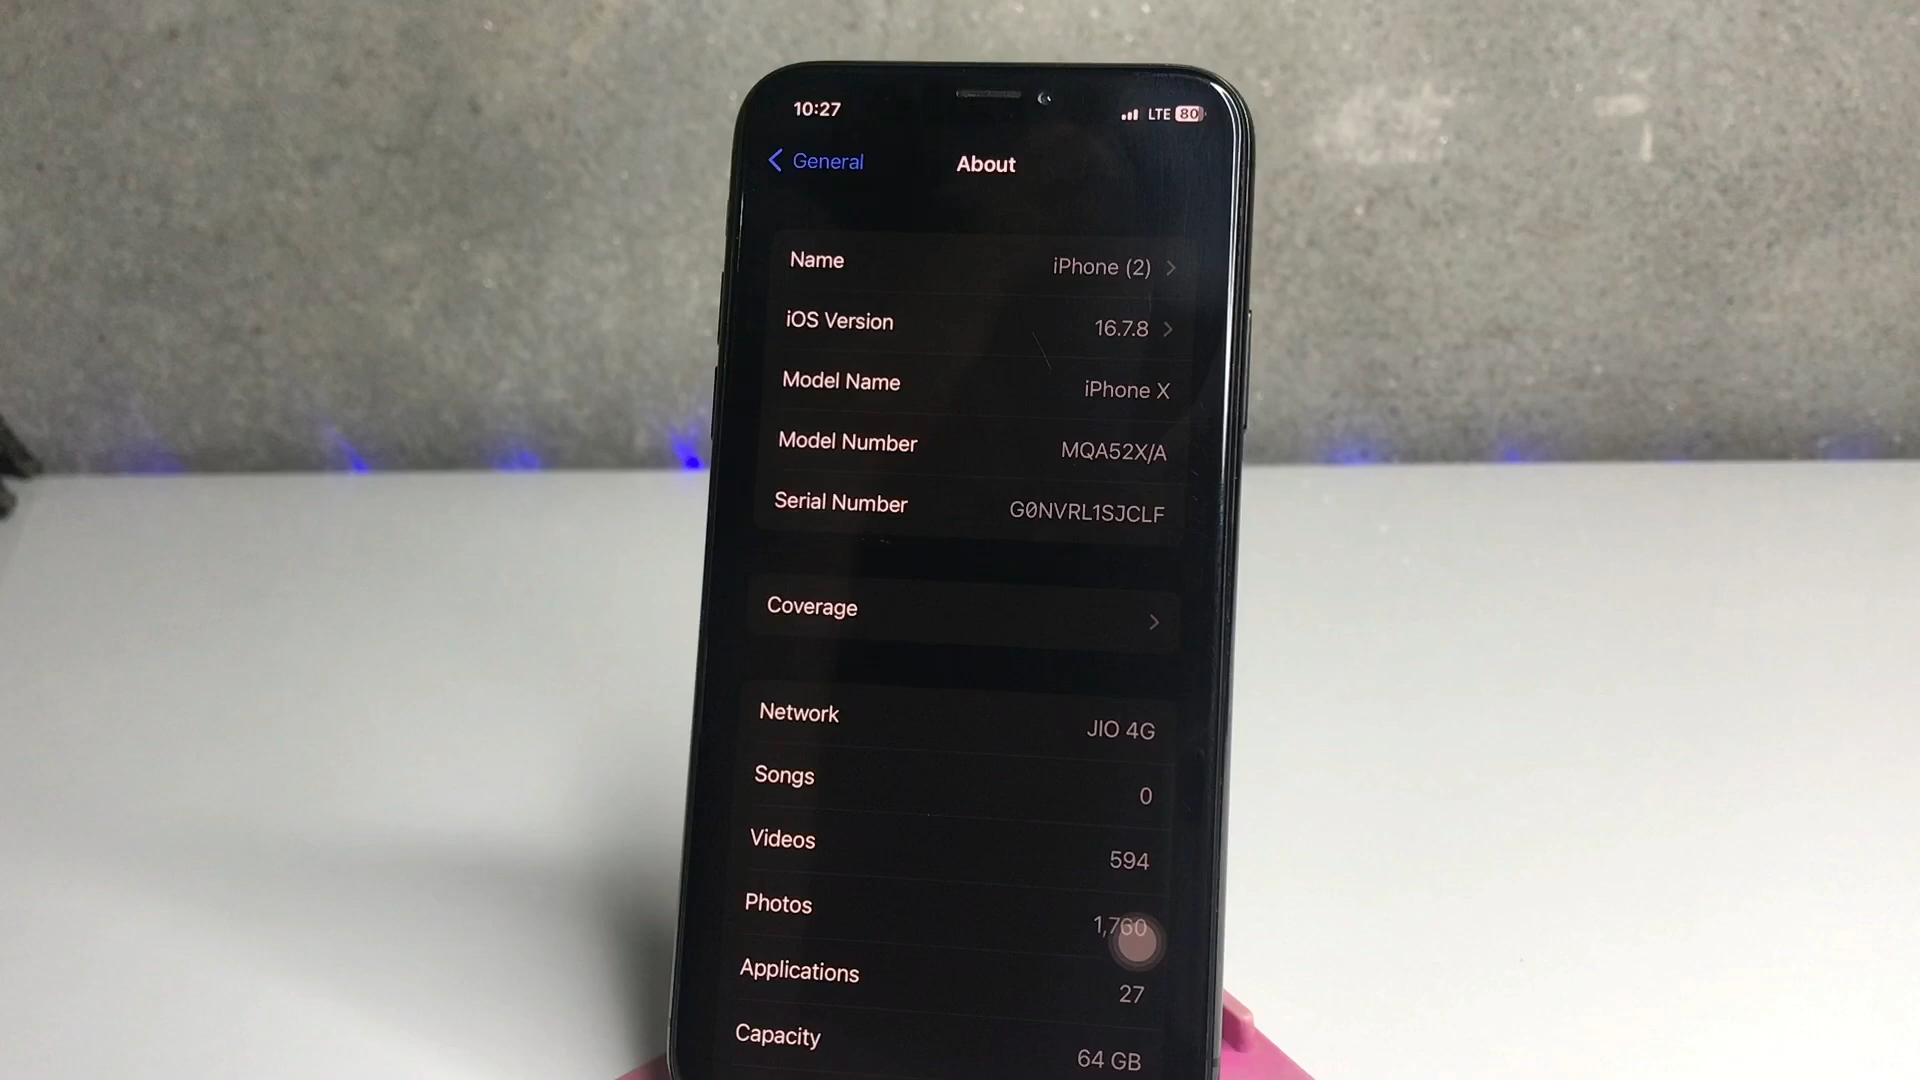 10:27 LTE 80
General About
Name iPhone (2)
iOS Version 16.7.8
Model Name iPhone X
Model Number MQA52X/A
Serial Number G0NVRL1SJCLF
Coverage
Network JIO 4G
Songs 0
Videos 594
Photos 1,760
Applications 27
Capacity 64 GB